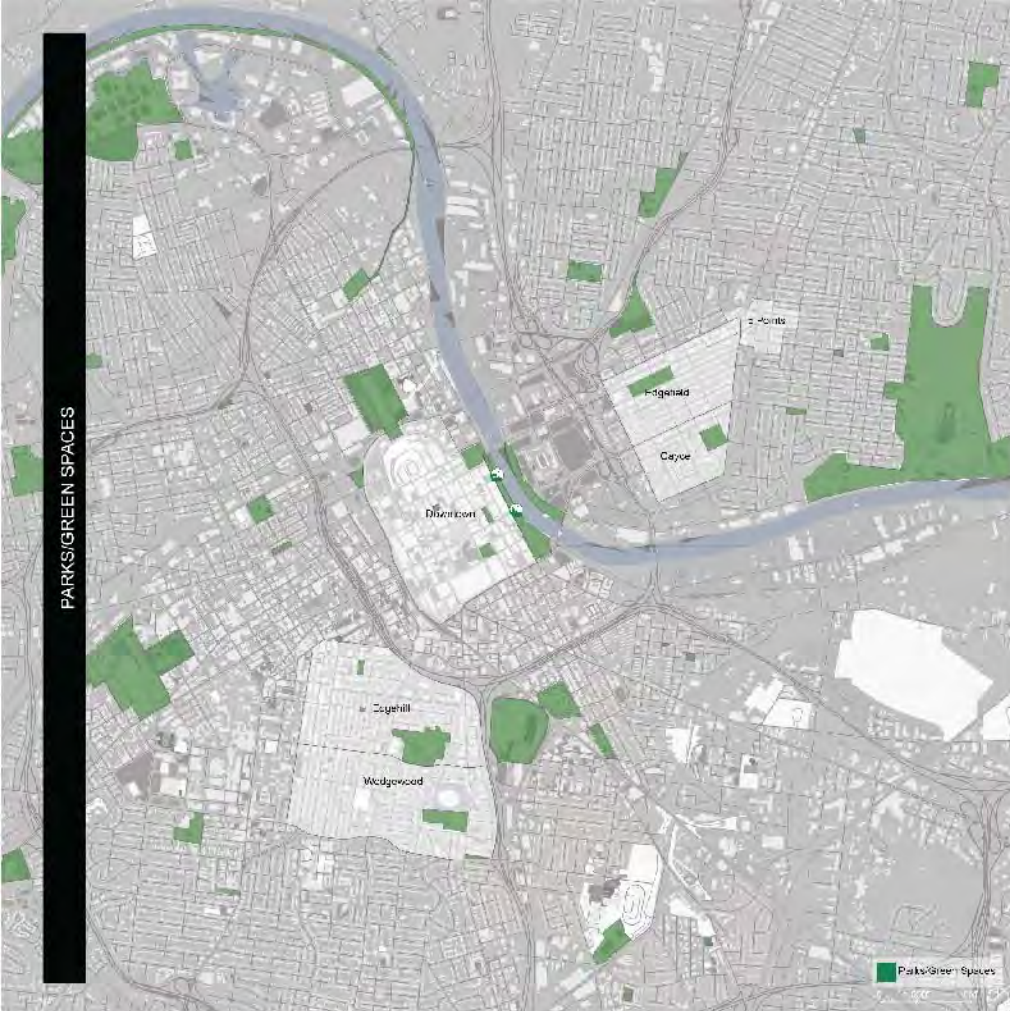 PARKS/GREEN SPACES
5 Points
Edgefield
Cayce
Downtown
Edgehill
Wedgewood
Parks/Green Spaces